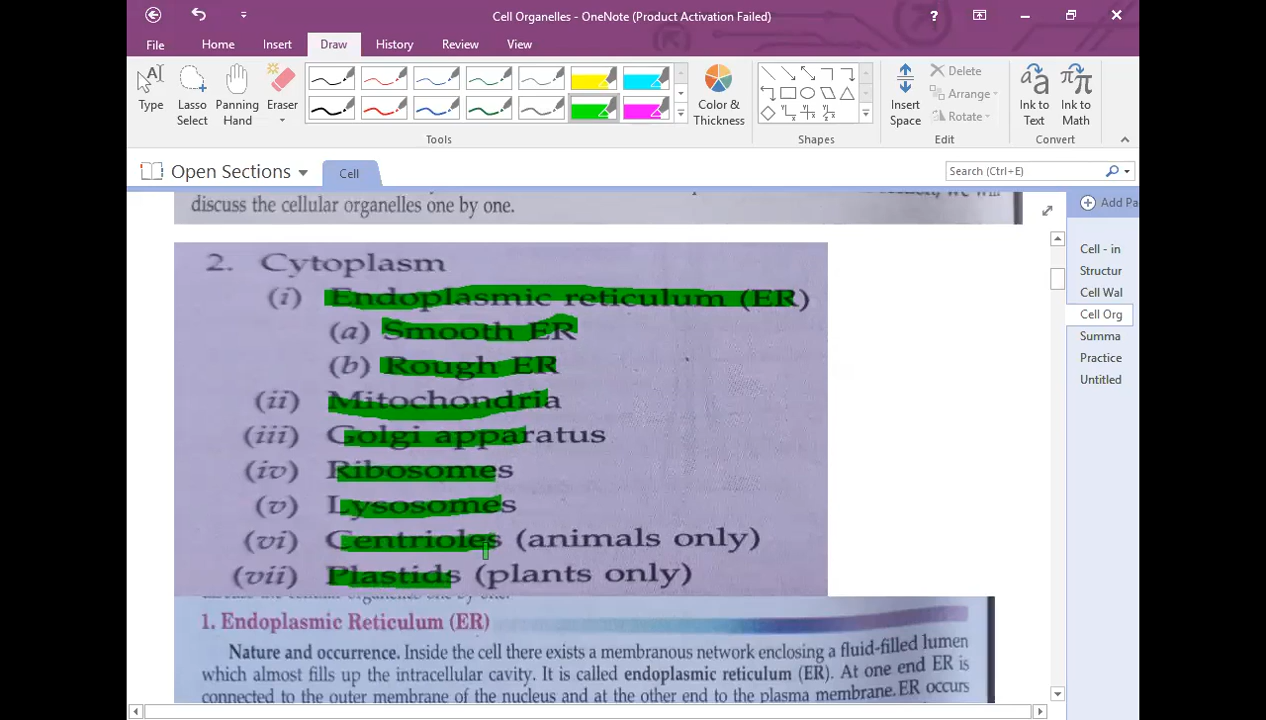 Cell Organelles - OneNote (Product Activation Failed)
?
File Home Insert Draw History Review View
Type
Lasso Select
Panning Hand
Eraser
Color & Thickness
Insert Space
Delete
Arrange
Rotate
Ink to Text
Ink to Math
Tools
Shapes
Edit
Convert
Open Sections
Cell
Search (Ctrl+E)
Add Pa
Cell - in
Structur
Cell Wal
Cell Org
Summa
Practice
Untitled
discuss the cellular organelles one by one.
2. Cytoplasm
(i) Endoplasmic reticulum (ER)
(a) Smooth ER
(b) Rough ER
(ii) Mitochondria
(iii) Golgi apparatus
(iv) Ribosomes
(v) Lysosomes
(vi) Centrioles (animals only)
(vii) Plastids (plants only)
1. Endoplasmic Reticulum (ER)
Nature and occurrence. Inside the cell there exists a membranous network enclosing a fluid-filled lumen
which almost fills up the intracellular cavity. It is called endoplasmic reticulum (ER). At one end ER is
connected to the outer membrane of the nucleus and at the other end to the plasma membrane. ER occurs